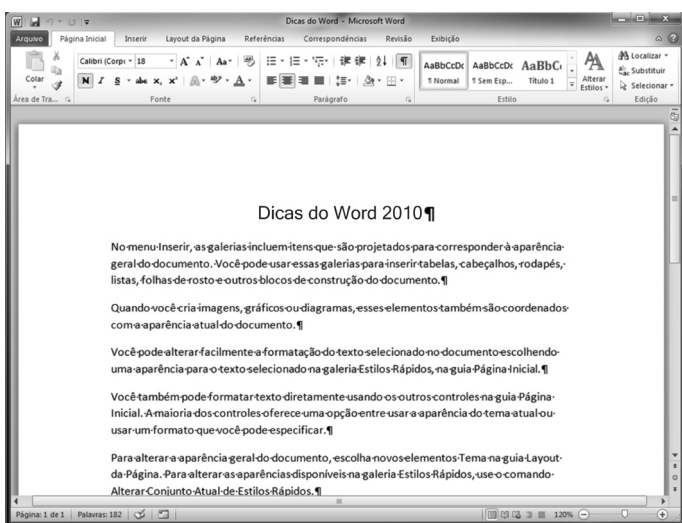 Dicas do Word - Microsoft Word
Arquivo Página Inicial Inserir Layout da Página Referências Correspondências Revisão Exibição
Colar
Calibri (Corpo 18
N I S abc x₂ x² A ab A
AaBbCcDc AaBbCcDc AaBbC
¶ Normal ¶ Sem Esp... Título 1
Alterar Estilos
Localizar
Substituir
Selecionar
Área de Tra... Fonte Parágrafo Estilo Edição
Dicas do Word 2010¶
No·menu·Inserir,·as·galerias·incluem·itens·que·são·projetados·para·corresponder·à·aparência·
geral·do·documento.·Você·pode·usar·essas·galerias·para·inserir·tabelas,·cabeçalhos,·rodapés,·
listas,·folhas·de·rosto·e·outros·blocos·de·construção·do·documento.¶
Quando·você·cria·imagens,·gráficos·ou·diagramas,·esses·elementos·também·são·coordenados·
com·a·aparência·atual·do·documento.¶
Você·pode·alterar·facilmente·a·formatação·do·texto·selecionado·no·documento·escolhendo·
uma·aparência·para·o·texto·selecionado·na·galeria·Estilos·Rápidos,·na·guia·Página·Inicial.¶
Você·também·pode·formatar·texto·diretamente·usando·os·outros·controles·na·guia·Página·
Inicial.·A·maioria·dos·controles·oferece·uma·opção·entre·usar·a·aparência·do·tema·atual·ou·
usar·um·formato·que·você·pode·especificar.¶
Para·alterar·a·aparência·geral·do·documento,·escolha·novos·elementos·Tema·na·guia·Layout·
da·Página.·Para·alterar·as·aparências·disponíveis·na·galeria·Estilos·Rápidos,·use·o·comando·
Alterar·Conjunto·Atual·de·Estilos·Rápidos.¶
Página: 1 de 1 Palavras: 182 120%